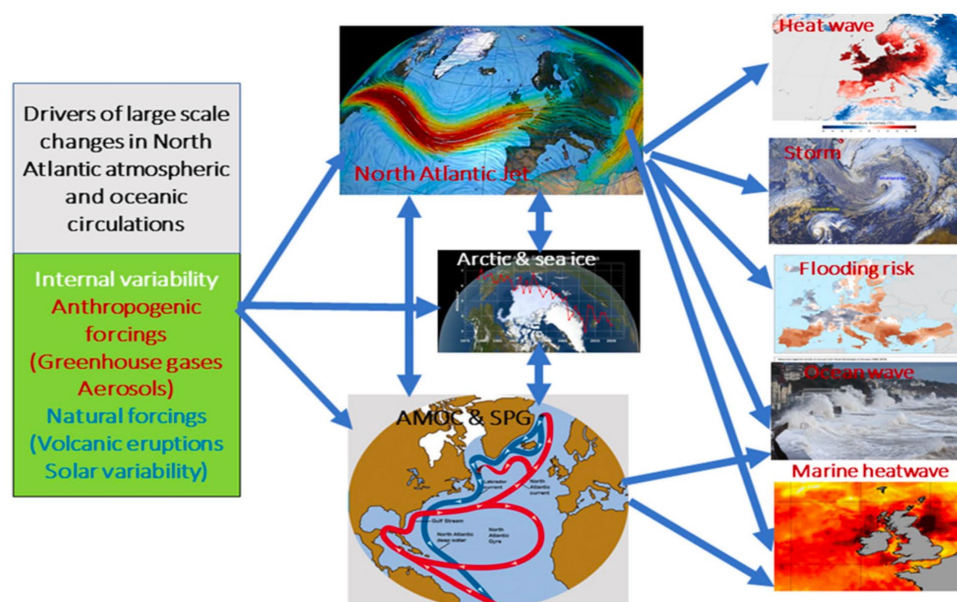 Drivers of large scale
changes in North
Atlantic atmospheric
and oceanic
circulations
Internal variability
Anthropogenic
forcings
(Greenhouse gases
Aerosols)
Natural forcings
(Volcanic eruptions
Solar variability)
North Atlantic Jet
Arctic & sea ice
AMOC & SPG
Labrador
current
North
Atlantic
current
Gulf Stream
North Atlantic
deep water
North
Atlantic
Gyre
Heat wave
Storm
Flooding risk
Ocean wave
Marine heatwave